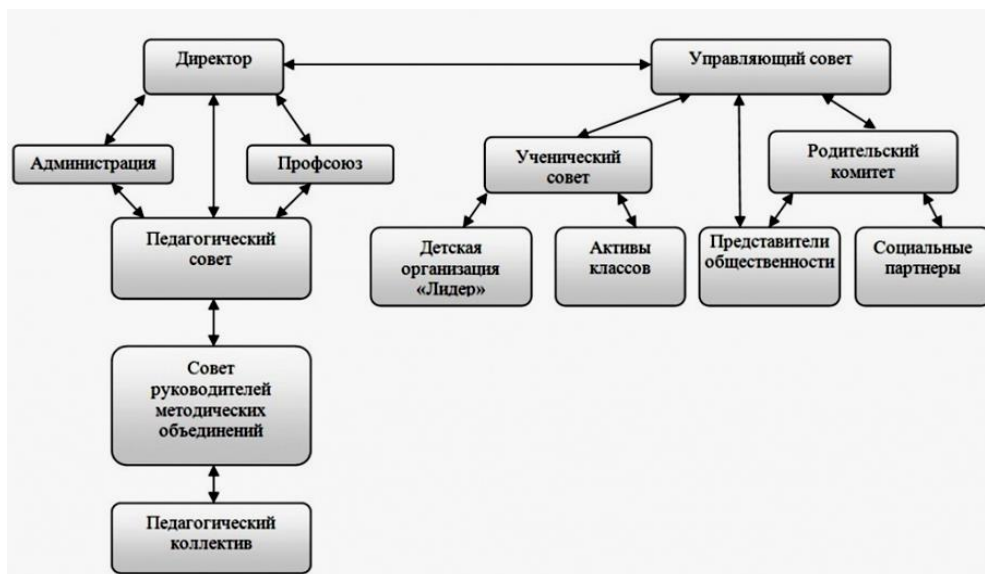 Директор
Управляющий совет
Администрация
Профсоюз
Ученический
совет
Родительский
комитет
Педагогический
совет
Детская
организация
«Лидер»
Активы
классов
Представители
общественности
Социальные
партнеры
Совет
руководителей
методических
объединений
Педагогический
коллектив